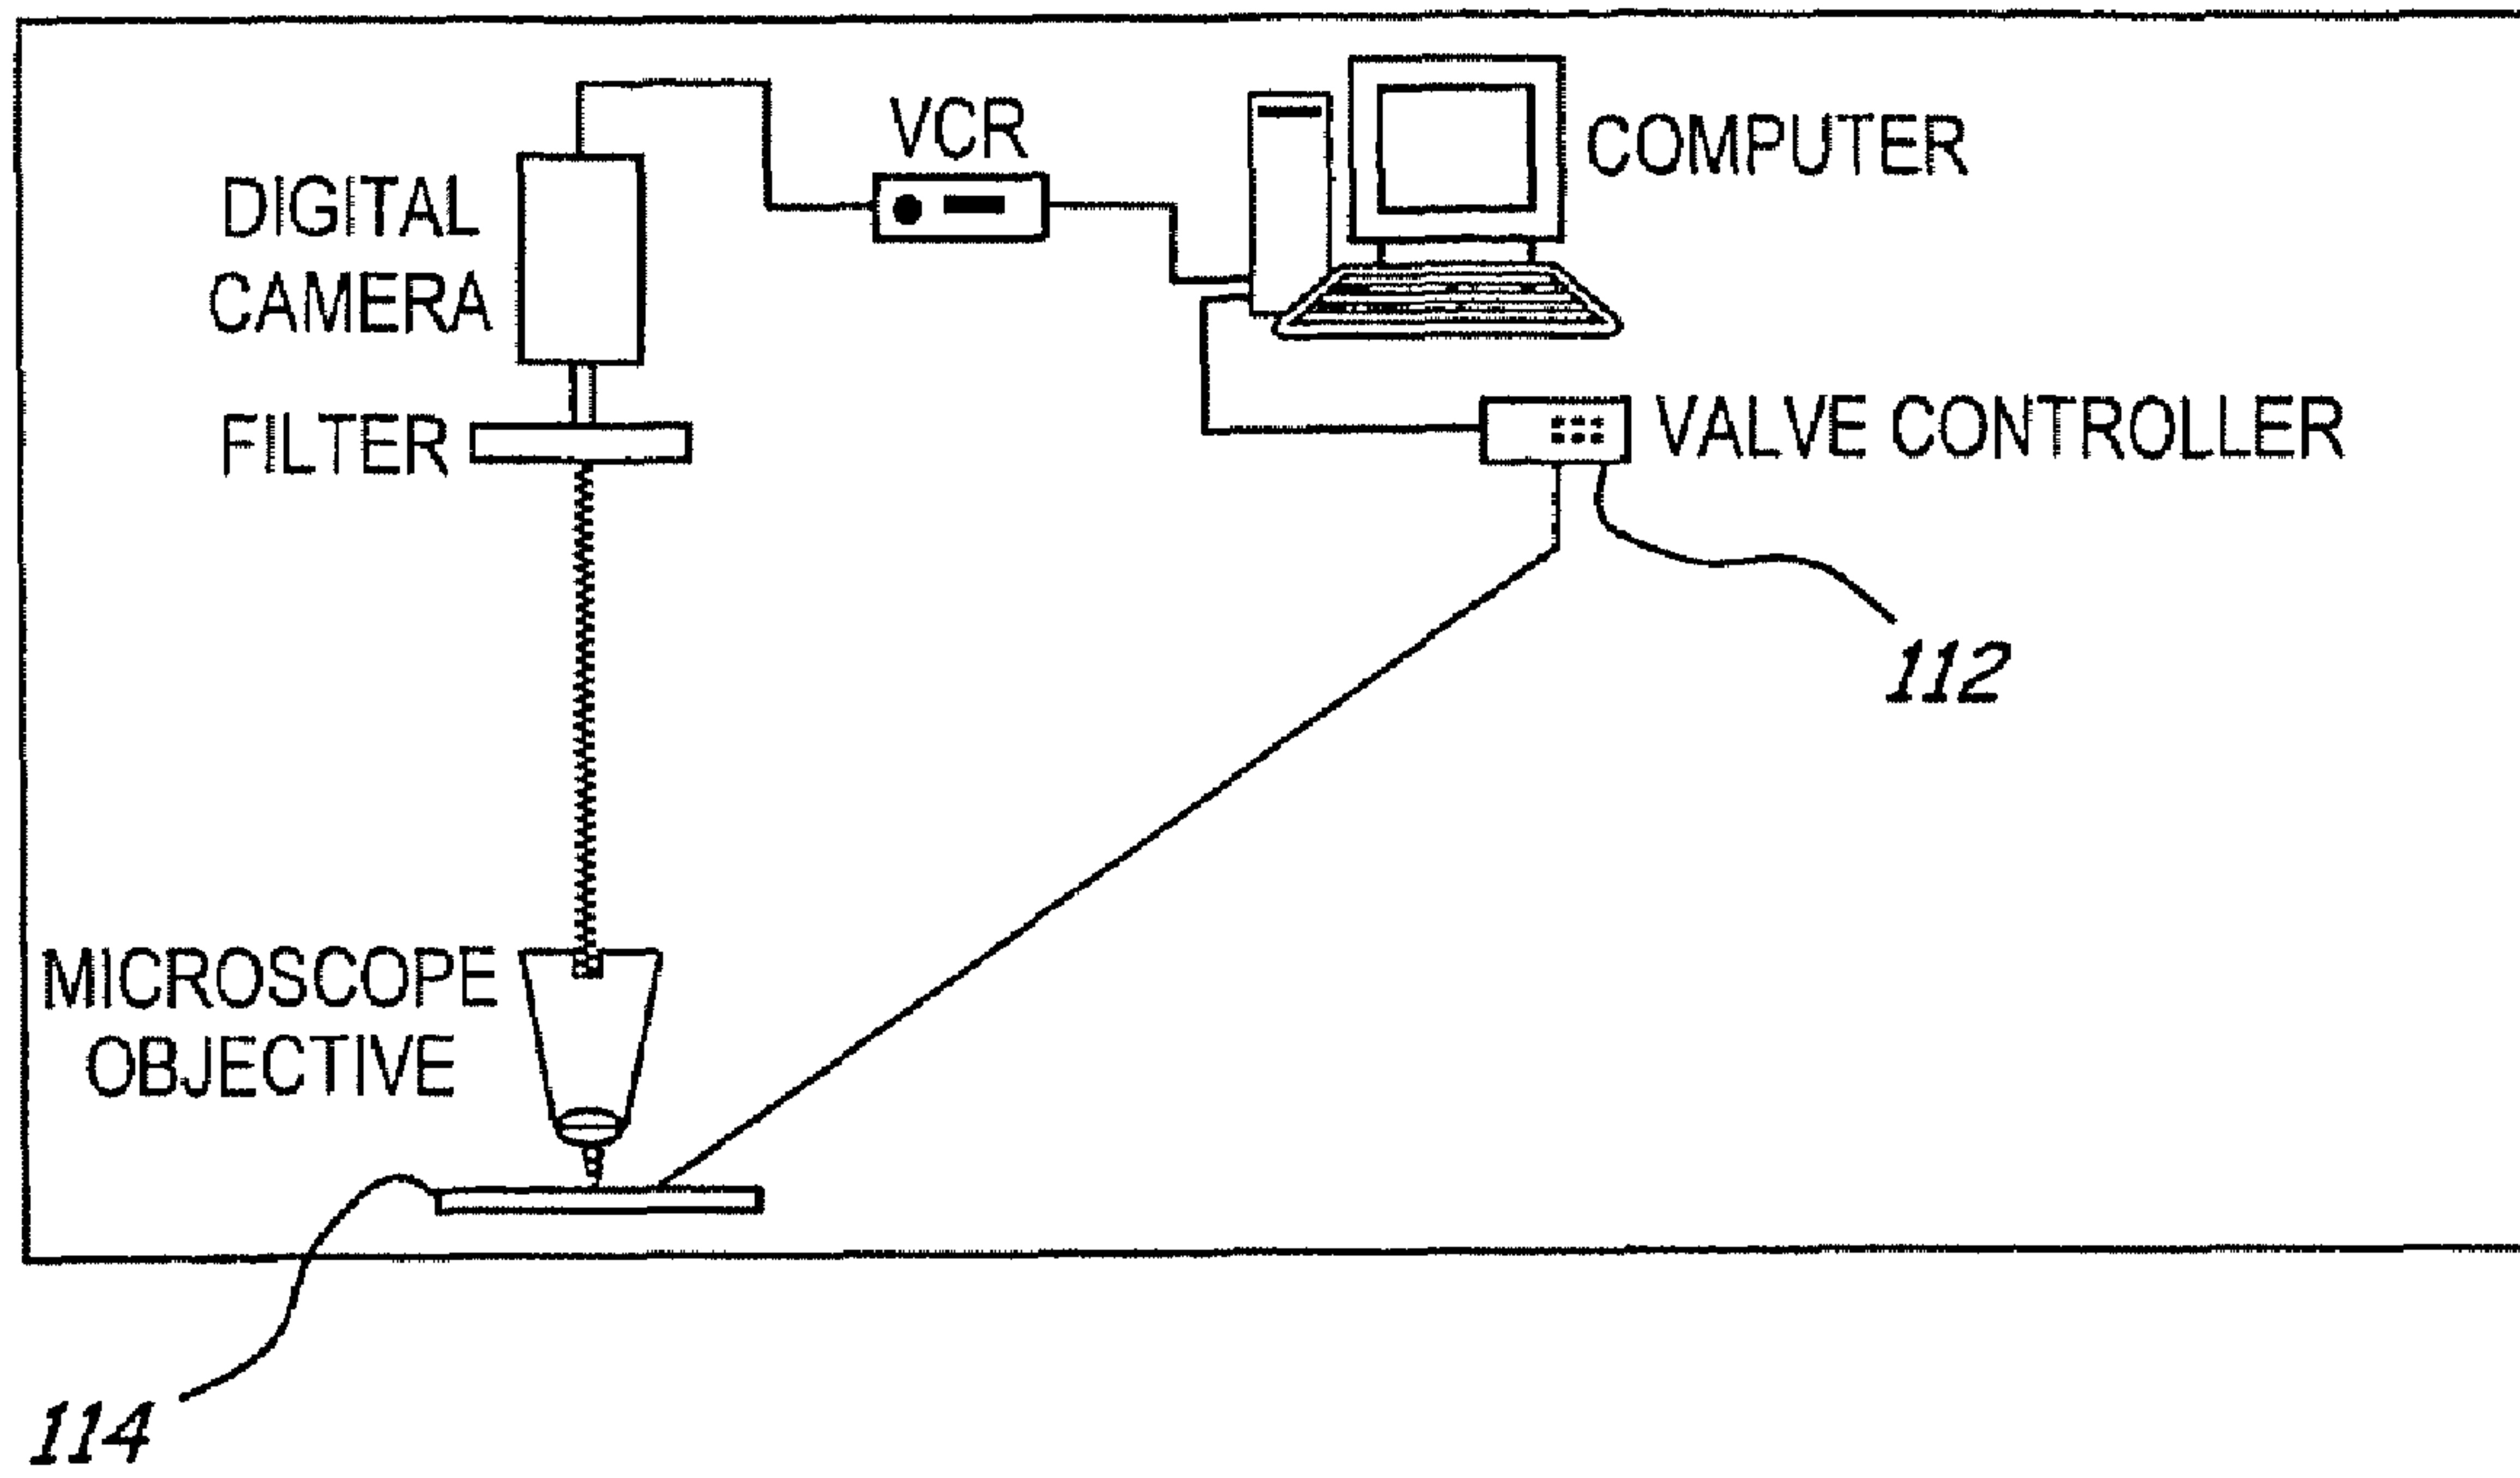 VCR
COMPUTER
DIGITAL
CAMERA
FILTER
VALVE CONTROLLER
112
MICROSCOPE
OBJECTIVE
114